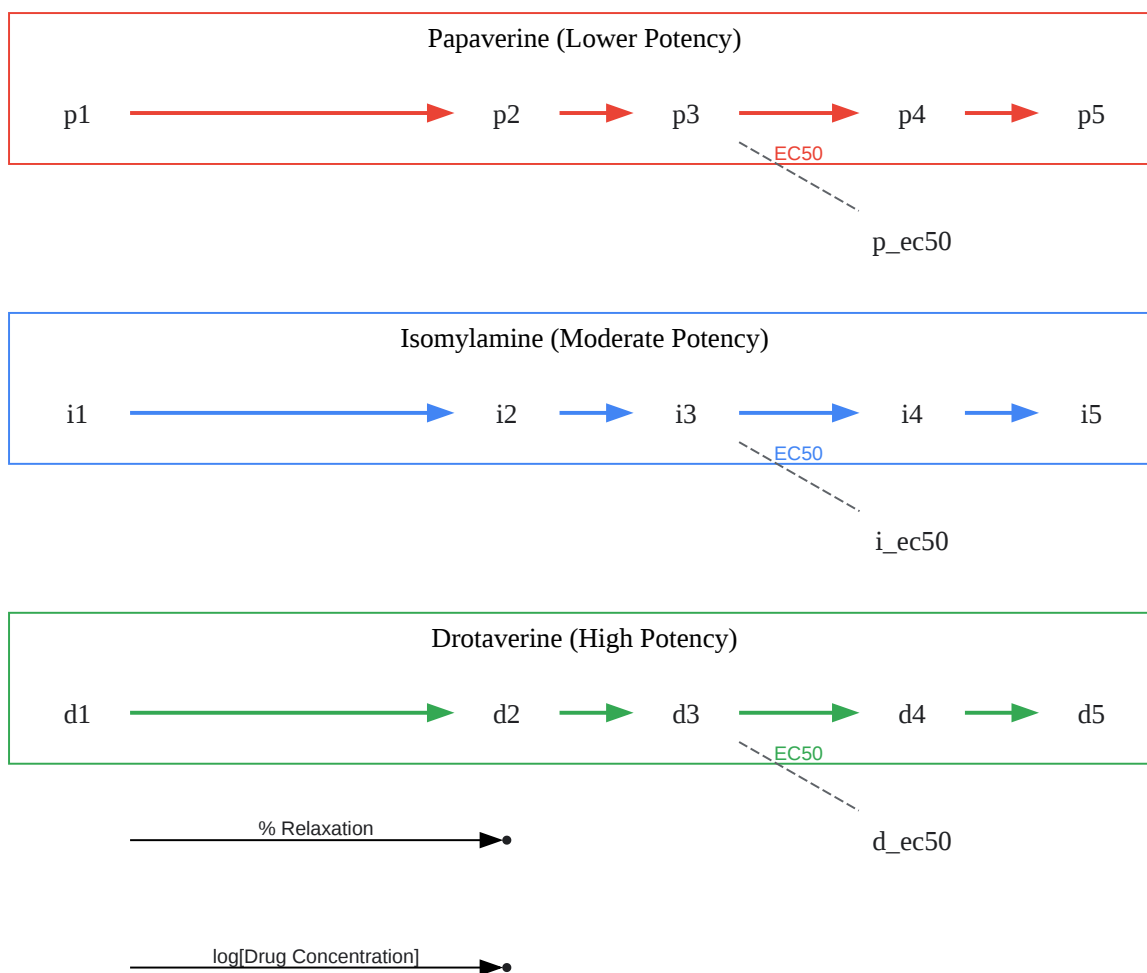 Papaverine (Lower Potency)
p1 p2 p3 p4 p5
EC50
p_ec50
Isomylamine (Moderate Potency)
i1 i2 i3 i4 i5
EC50
i_ec50
Drotaverine (High Potency)
d1 d2 d3 d4 d5
EC50
% Relaxation
d_ec50
log[Drug Concentration]